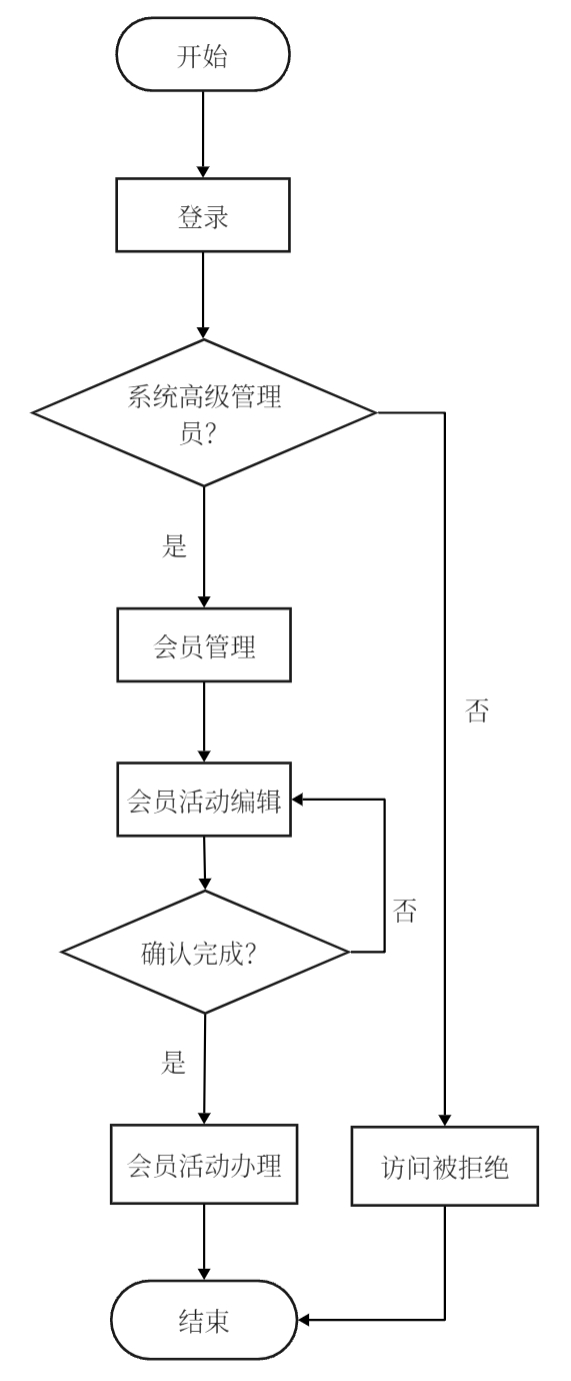 开始
登录
系统高级管理
员？
是
会员管理
否
会员活动编辑
否
确认完成？
是
会员活动办理
访问被拒绝
结束